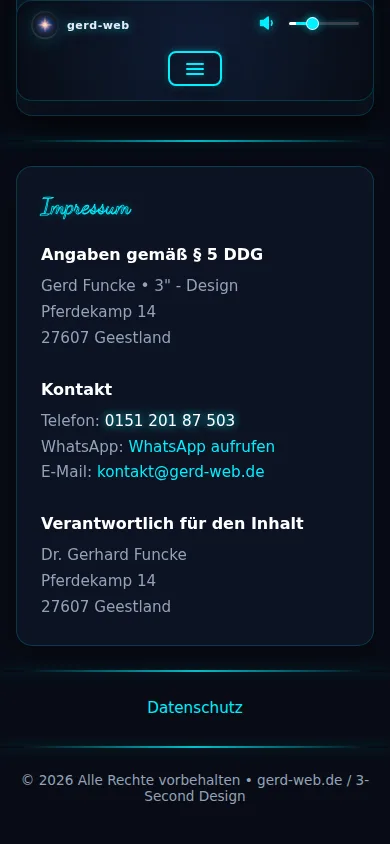 gerd-web
Impressum
Angaben gemäß § 5 DDG
Gerd Funcke • 3" - Design
Pferdekamp 14
27607 Geestland
Kontakt
Telefon: 0151 201 87 503
WhatsApp: WhatsApp aufrufen
E-Mail: kontakt@gerd-web.de
Verantwortlich für den Inhalt
Dr. Gerhard Funcke
Pferdekamp 14
27607 Geestland
Datenschutz
© 2026 Alle Rechte vorbehalten • gerd-web.de / 3-
Second Design